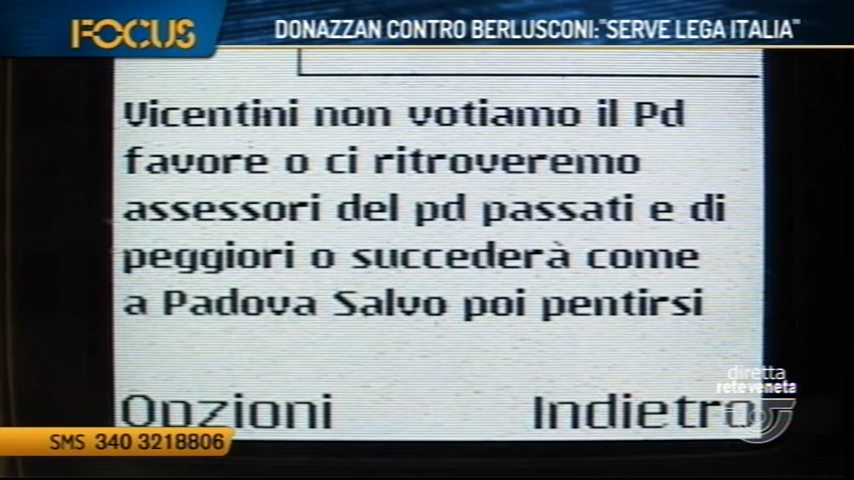 FOCUS
DONAZZAN CONTRO BERLUSCONI:"SERVE LEGA ITALIA"
Vicentini non votiamo il Pd
favore o ci ritroveremo
assessori del pd passati e di
peggiori o succederà come
a Padova Salvo poi pentirsi
Opzioni Indietro
diretta
reteveneta
SMS 340 3218806